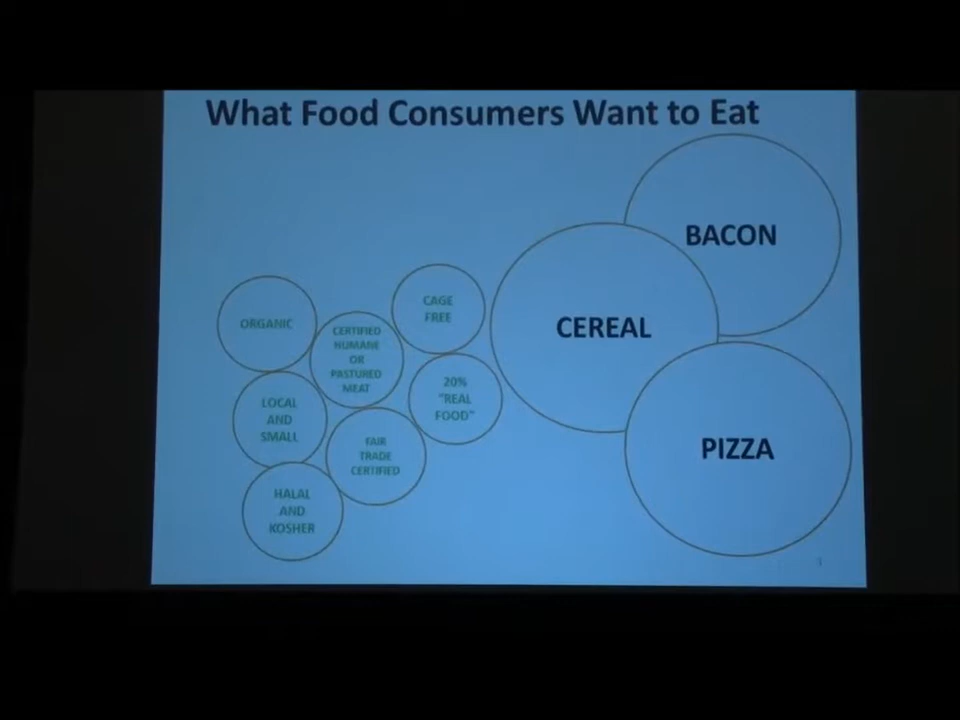 What Food Consumers Want to Eat
BACON
CEREAL
PIZZA
CAGE
FREE
ORGANIC
CERTIFIED
HUMANE
OR
PASTURED
MEAT
20%
"REAL
FOOD"
LOCAL
AND
SMALL
FAIR
TRADE
CERTIFIED
HALAL
AND
KOSHER